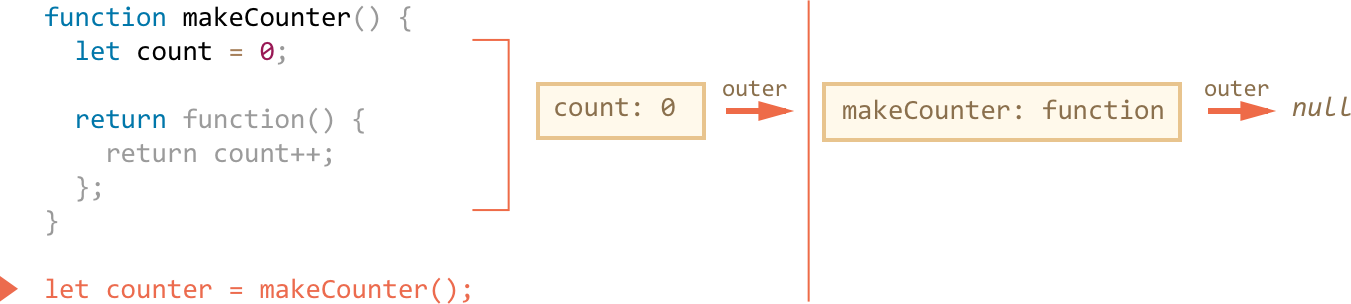 function makeCounter() {
let count = 0;
return function() {
return count++;
};
}
let counter = makeCounter();
count: 0
outer
makeCounter: function
outer
null